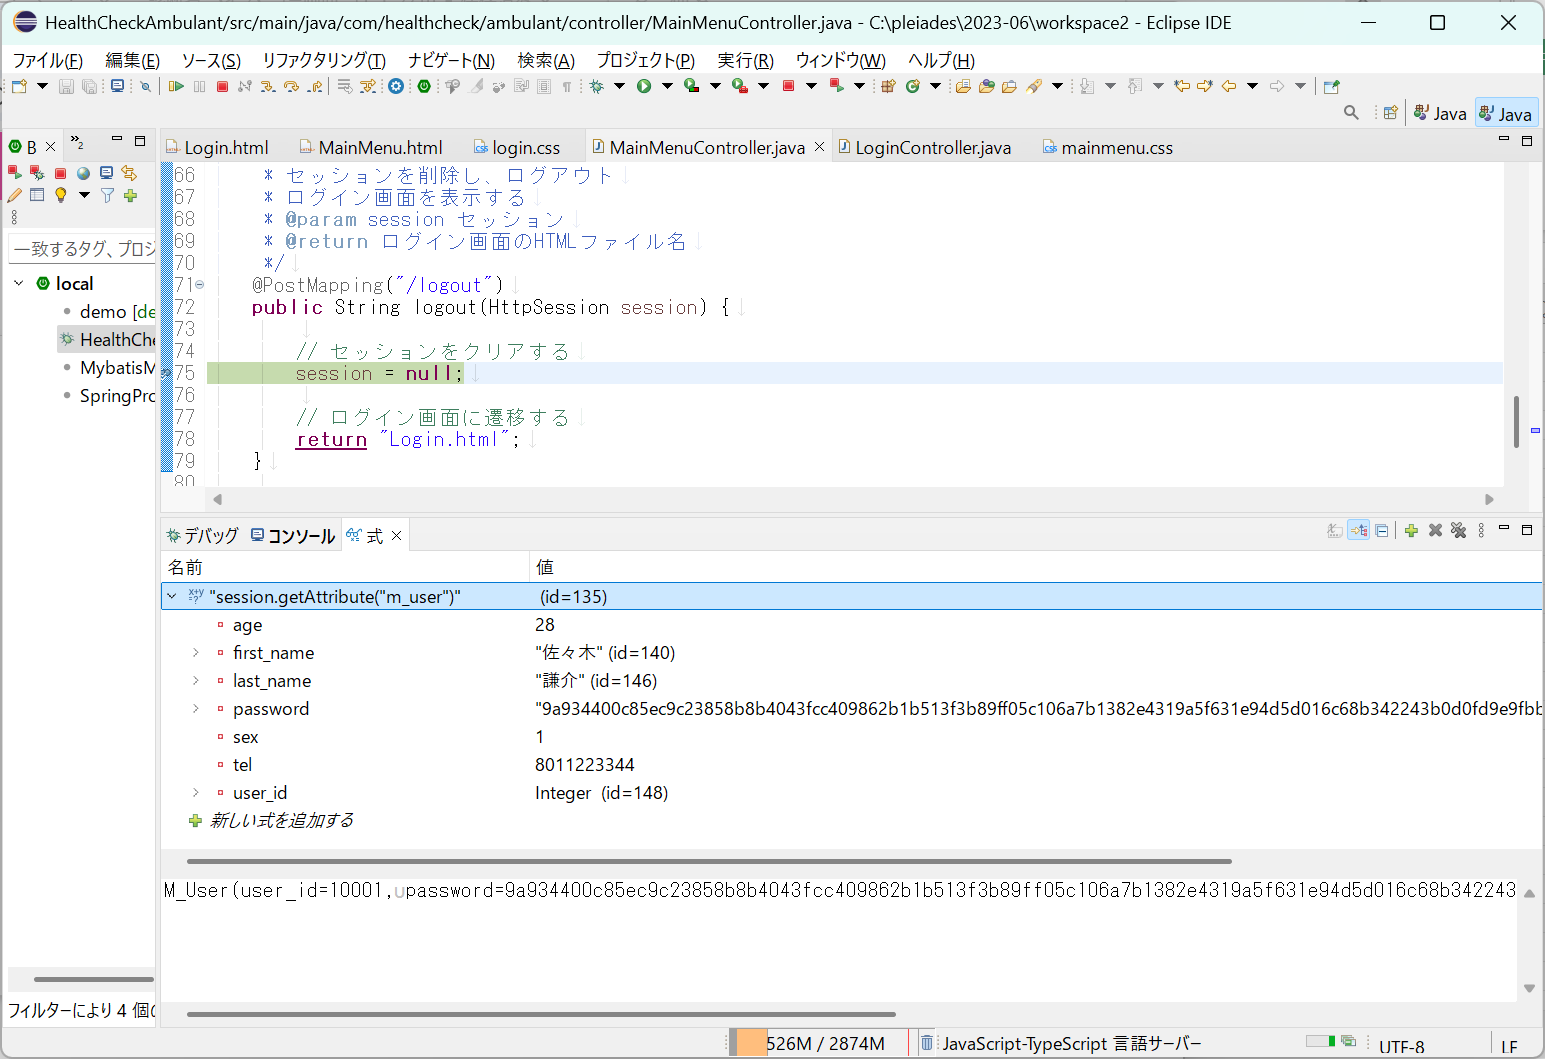 HealthCheckAmbulant/src/main/java/com/healthcheck/ambulant/controller/MainMenuController.java - C:\pleiades\2023-06\workspace2 - Eclipse IDE
ファイル(F) 編集(E) ソース(S) リファクタリング(T) ナビゲート(N) 検索(A) プロジェクト(P) 実行(R) ウィンドウ(W) ヘルプ(H)
Java Java
B »2
Login.html MainMenu.html login.css MainMenuController.java LoginController.java mainmenu.css
一致するタグ、プロジ
local
demo [de
HealthChe
MybatisM
SpringPro
フィルターにより 4 個の
66 * セッションを削除し、ログアウト
67 * ログイン画面を表示する
68 * @param session セッション
69 * @return ログイン画面のHTMLファイル名
70 */
71 @PostMapping("/logout")
72 public String logout(HttpSession session) {
73
74 // セッションをクリアする
75 session = null;
76
77 // ログイン画面に遷移する
78 return "Login.html";
79 }
80
デバッグ コンソール 式
名前 値
"session.getAttribute("m_user")" (id=135)
age 28
first_name "佐々木" (id=140)
last_name "謙介" (id=146)
password "9a934400c85ec9c23858b8b4043fcc409862b1b513f3b89ff05c106a7b1382e4319a5f631e94d5d016c68b342243b0d0fd9e9fbb
sex 1
tel 8011223344
user_id Integer (id=148)
新しい式を追加する
M_User(user_id=10001, password=9a934400c85ec9c23858b8b4043fcc409862b1b513f3b89ff05c106a7b1382e4319a5f631e94d5d016c68b342243
526M / 2874M JavaScript-TypeScript 言語サーバー UTF-8 LF